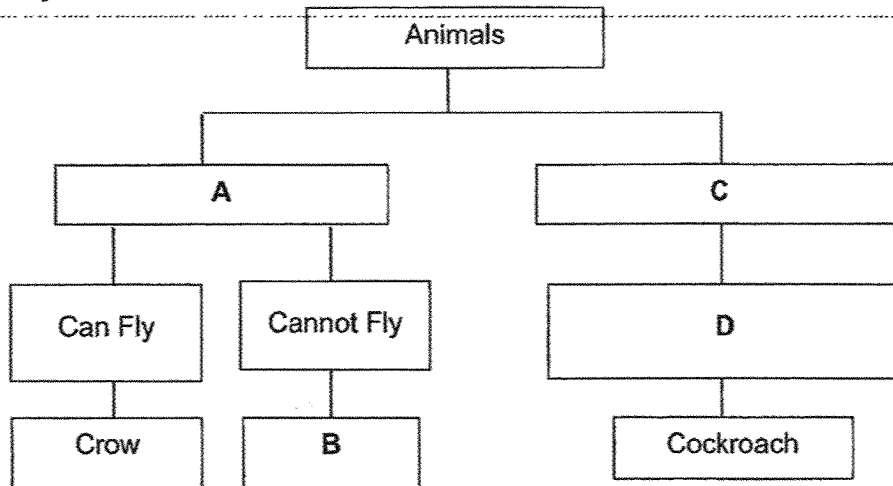 Animals
A
C
Can Fly
Cannot Fly
D
Crow
B
Cockroach